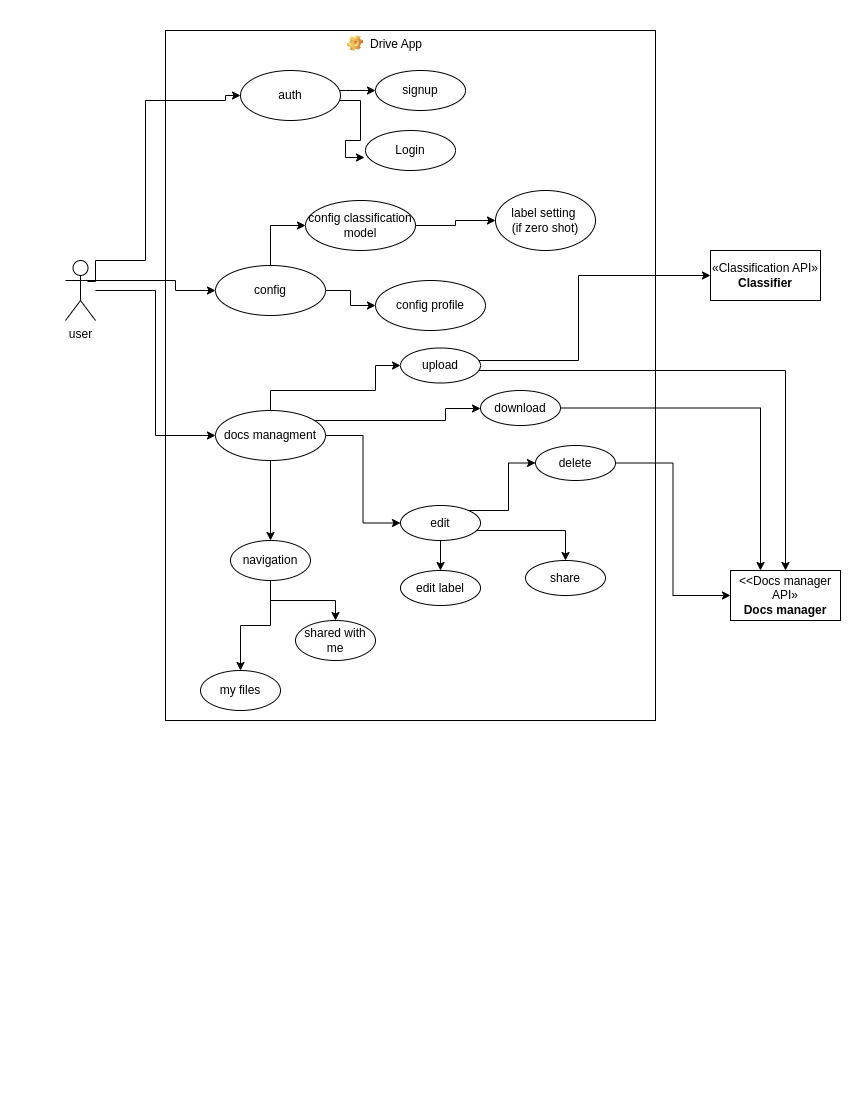 Drive App
auth
signup
Login
config classification
model
label setting
(if zero shot)
user
config
config profile
«Classification API»
Classifier
upload
docs managment
download
delete
edit
navigation
edit label
share
<<Docs manager
API»
Docs manager
shared with
me
my files